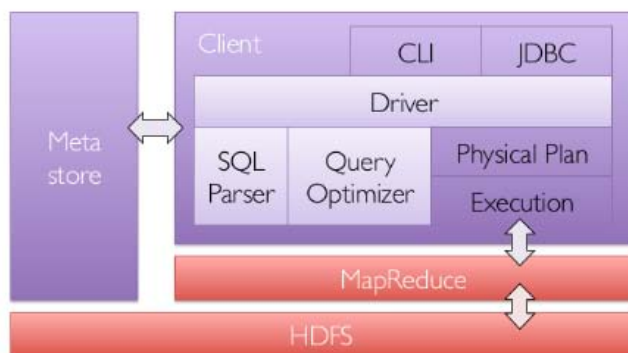 Client
CLI
JDBC
Driver
Meta
store
SQL
Parser
Query
Optimizer
Physical Plan
Execution
MapReduce
HDFS